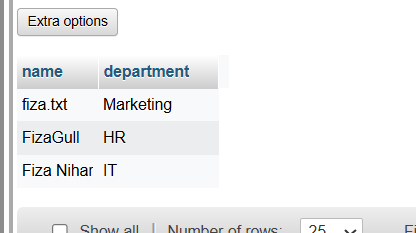 Extra options
name department
fiza.txt Marketing
FizaGull HR
Fiza Nihar IT
Show all Number of rows: 25